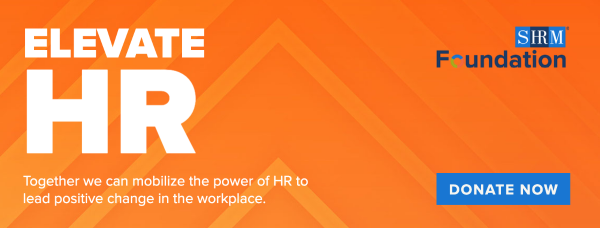 ELEVATE
HR
Together we can mobilize the power of HR to
lead positive change in the workplace.
SHRM
Foundation
DONATE NOW